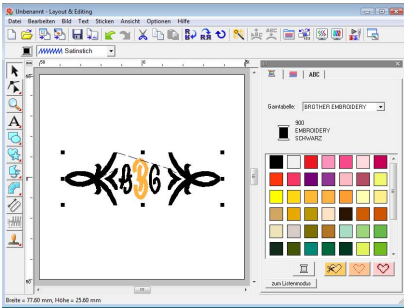 Unbenannt - Layout & Editing
Datei Bearbeiten Bild Text Sticken Ansicht Optionen Hilfe
Satinstich
ABC
Garntabelle: BROTHER EMBROIDERY
900
EMBROIDERY
SCHWARZ
zum Listenmodus
Breite = 77.60 mm, Höhe = 25.60 mm